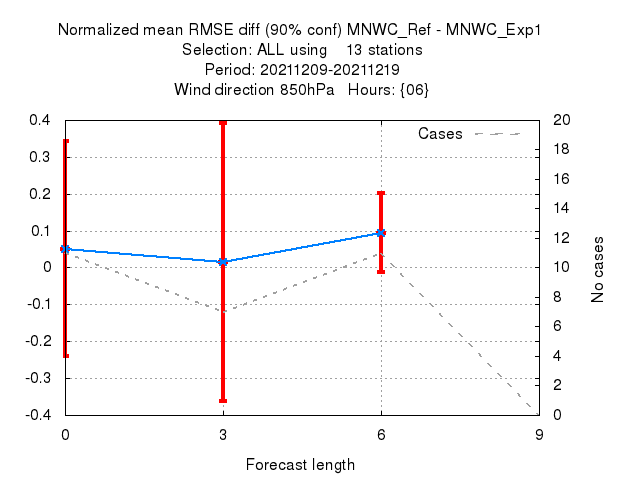 Normalized mean RMSE diff (90% conf) MNWC_Ref - MNWC_Exp1
Selection: ALL using 13 stations
Period: 20211209-20211219
Wind direction 850hPa Hours: {06}
Cases
0.4
0.3
0.2
0.1
0
-0.1
-0.2
-0.3
-0.4
20
18
16
14
12
10
8
6
4
2
0
No cases
0 3 6 9
Forecast length